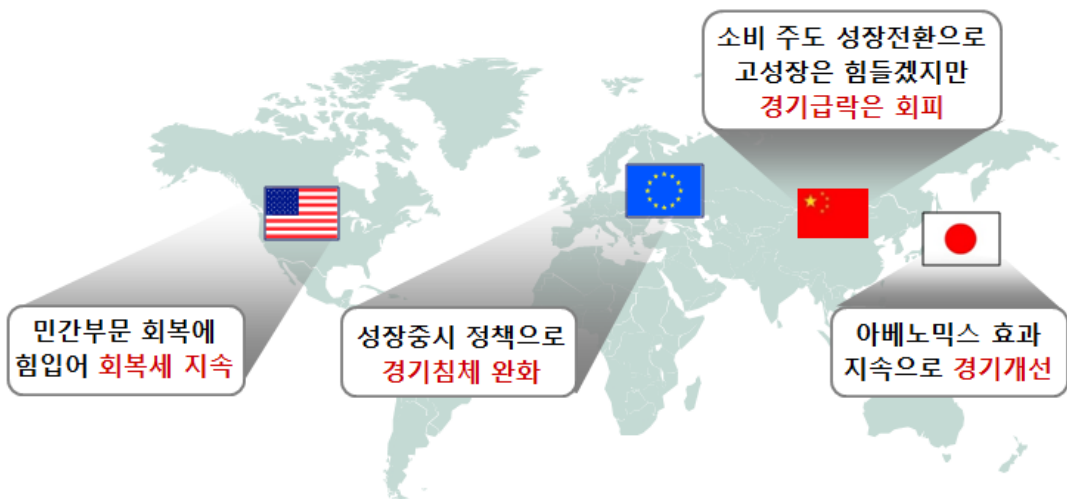 소비 주도 성장전환으로
고성장은 힘들겠지만
경기급락은 회피
민간부문 회복에
힘입어 회복세 지속
성장중시 정책으로
경기침체 완화
아베노믹스 효과
지속으로 경기개선